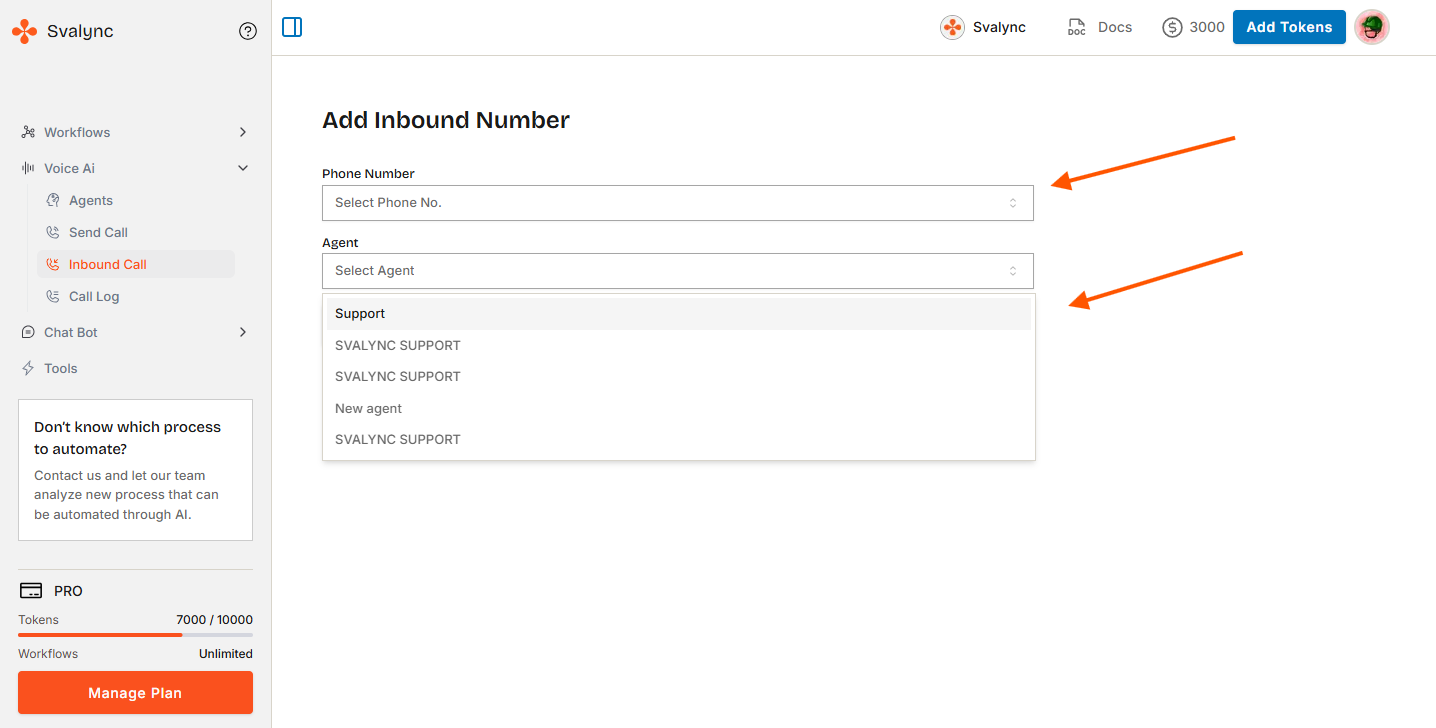 Svalync
Workflows
Voice Ai
Agents
Send Call
Inbound Call
Call Log
Chat Bot
Tools
Don't know which process
to automate?
Contact us and let our team
analyze new process that can
be automated through AI.
PRO
Tokens 7000 / 10000
Workflows Unlimited
Manage Plan
Svalync
DOC Docs
3000
Add Tokens
Add Inbound Number
Phone Number
Select Phone No.
Agent
Select Agent
Support
SVALYNC SUPPORT
SVALYNC SUPPORT
New agent
SVALYNC SUPPORT